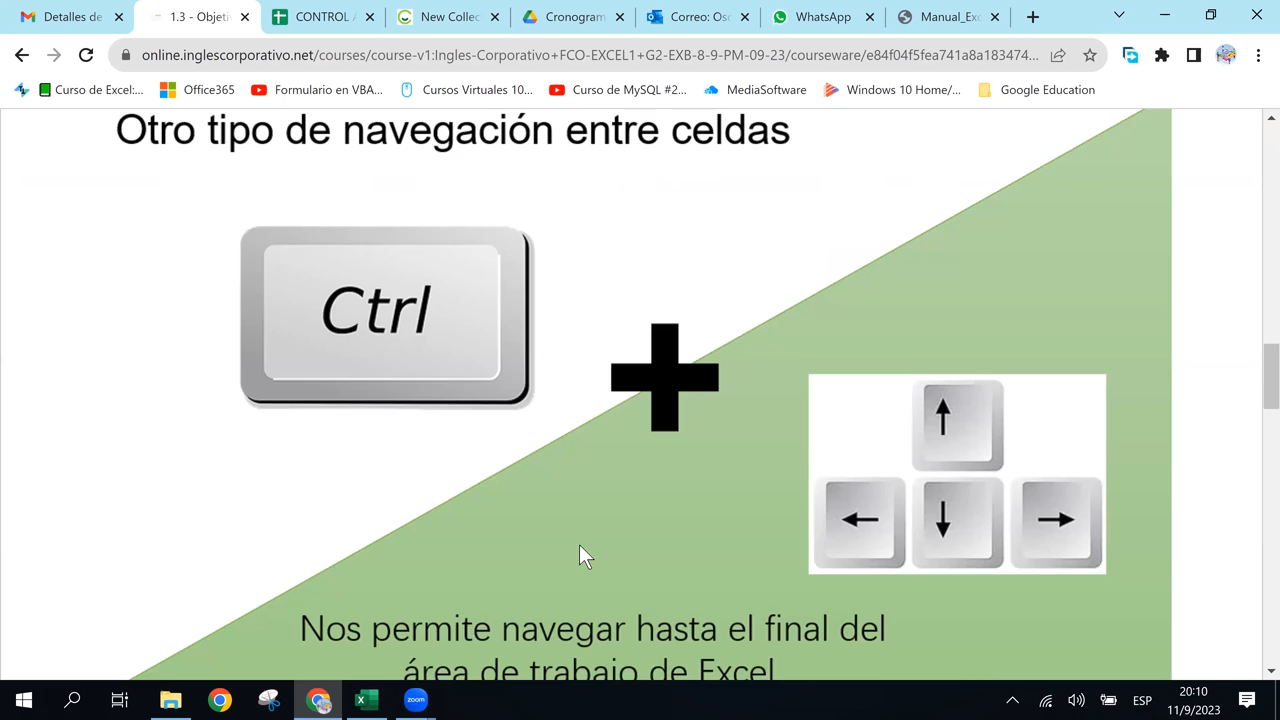 Detalles de
1.3 - Objeti
CONTROL A
New Collec
Cronogram
Correo: Osc
WhatsApp
Manual_Exc
online.inglescorporativo.net/courses/course-v1:Ingles-Corporativo+FCO-EXCEL1+G2-EXB-8-9-PM-09-23/courseware/e84f04f5fea741a8a183474...
Curso de Excel:...
Office365
Formulario en VBA...
Cursos Virtuales 10...
Curso de MySQL #2...
MediaSoftware
Windows 10 Home/...
Google Education
Otro tipo de navegación entre celdas
Ctrl
Nos permite navegar hasta el final del
área de trabajo de Excel
zoom
ESP
20:10
11/9/2023